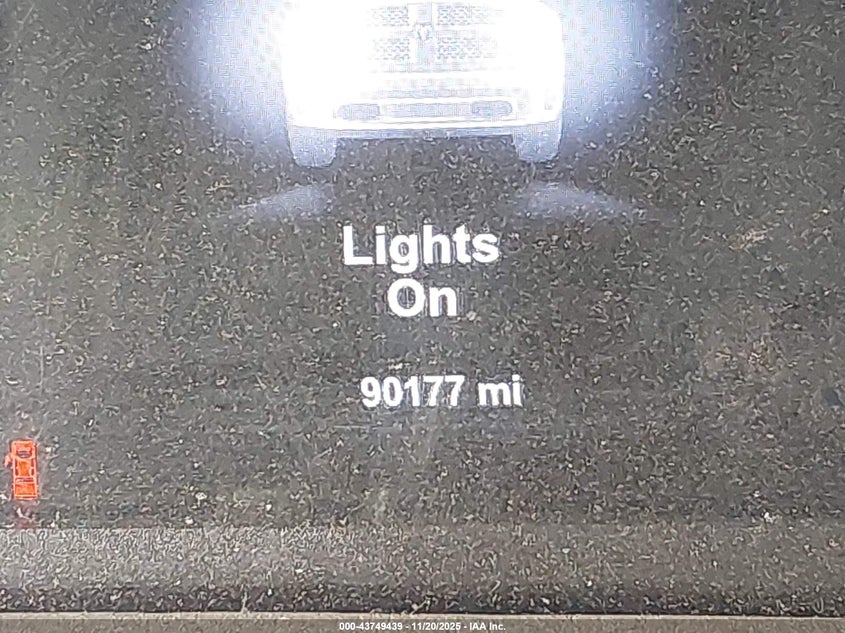 Lights
On
90177 mi
000-43749439 - 11/20/2025 - IAA Inc.